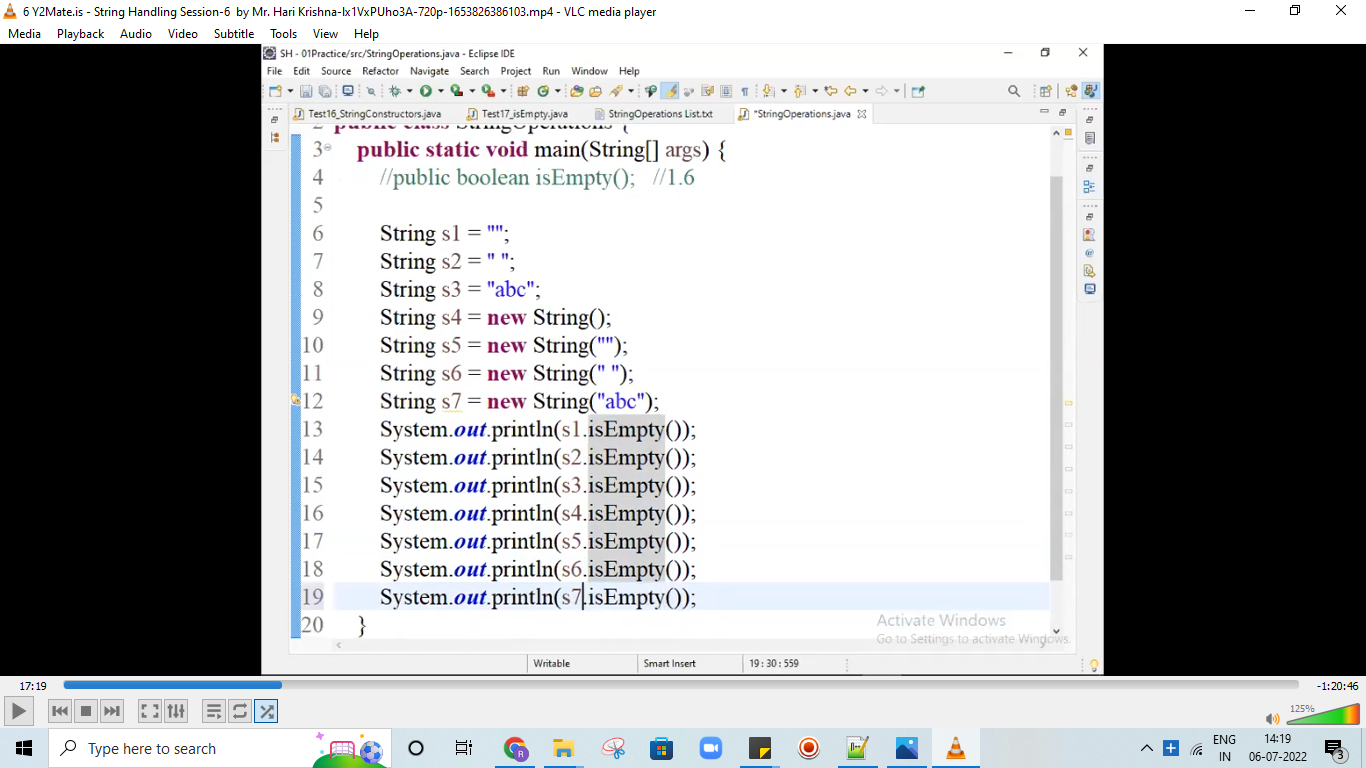 6 Y2Mate.is - String Handling Session-6 by Mr. Hari Krishna-Ix1VxPUho3A-720p-1653826386103.mp4 - VLC media player
Media Playback Audio Video Subtitle Tools View Help
SH - 01Practice/src/StringOperations.java - Eclipse IDE
File Edit Source Refactor Navigate Search Project Run Window Help
Test16_StringConstructors.java Test17_isEmpty.java StringOperations List.txt *StringOperations.java
2 public class StringOperations {
3 public static void main(String[] args) {
4 //public boolean isEmpty(); //1.6
5
6 String s1 = "";
7 String s2 = " ";
8 String s3 = "abc";
9 String s4 = new String();
10 String s5 = new String("");
11 String s6 = new String(" ");
12 String s7 = new String("abc");
13 System.out.println(s1.isEmpty());
14 System.out.println(s2.isEmpty());
15 System.out.println(s3.isEmpty());
16 System.out.println(s4.isEmpty());
17 System.out.println(s5.isEmpty());
18 System.out.println(s6.isEmpty());
19 System.out.println(s7.isEmpty());
20 }
Activate Windows
Go to Settings to activate Windows.
Writable Smart Insert 19 : 30 : 559
17:19 -1:20:46
125%
Type here to search
ENG 14:19
IN 06-07-2022 3